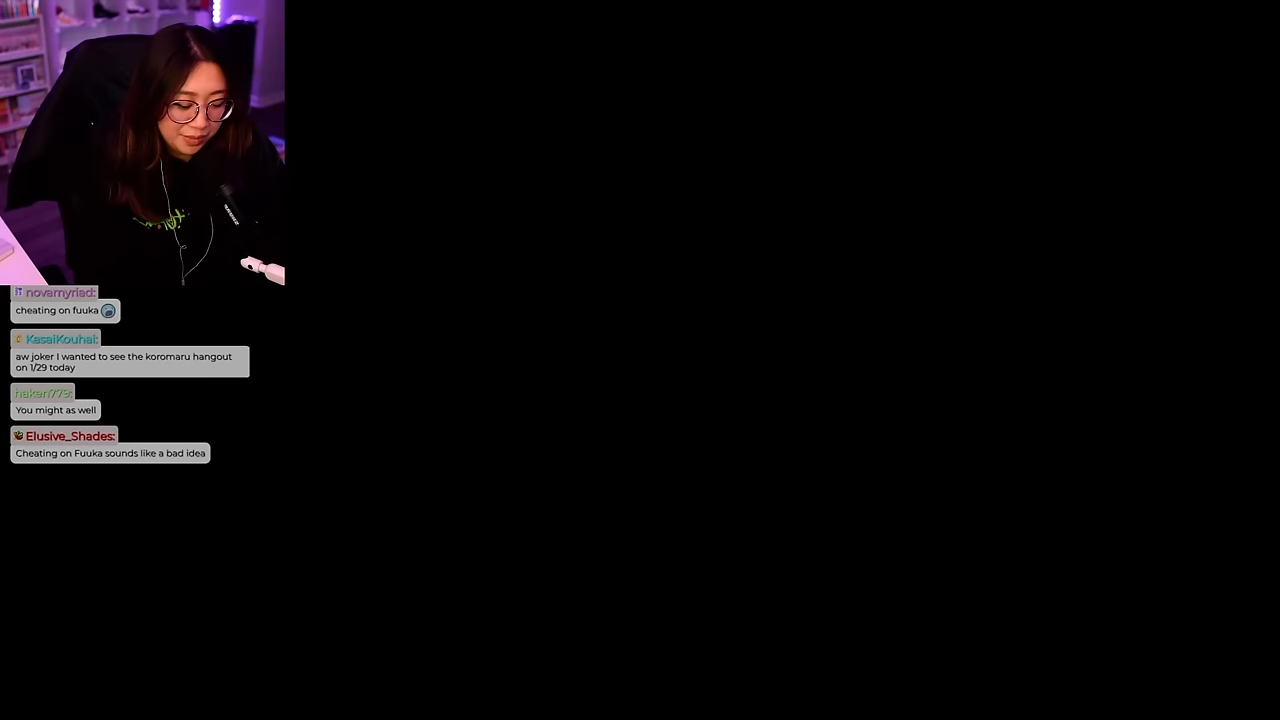 novamyriad:
cheating on fuuka
KasaiKouhai:
aw joker I wanted to see the koromaru hangout
on 1/29 today
haken779:
You might as well
Elusive_Shades:
Cheating on Fuuka sounds like a bad idea